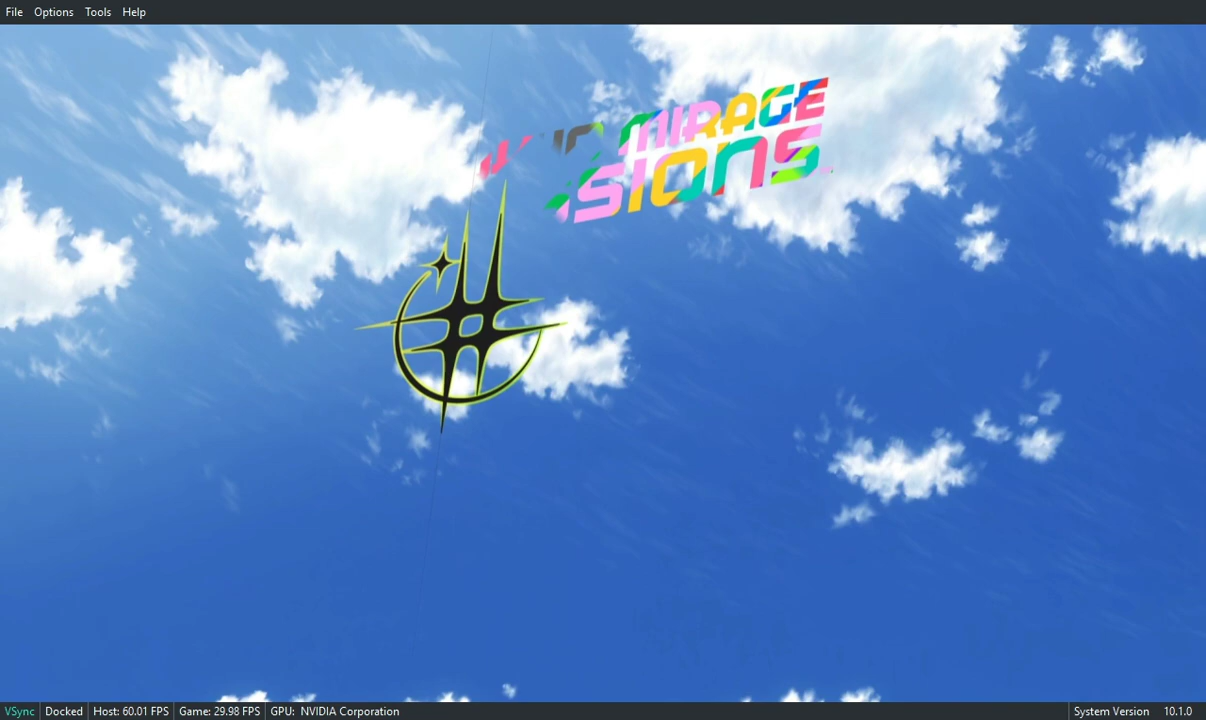 File Options Tools Help
MIRAGE
SIONS
VSync Docked Host: 60.01 FPS Game: 29.98 FPS GPU: NVIDIA Corporation System Version 10.1.0